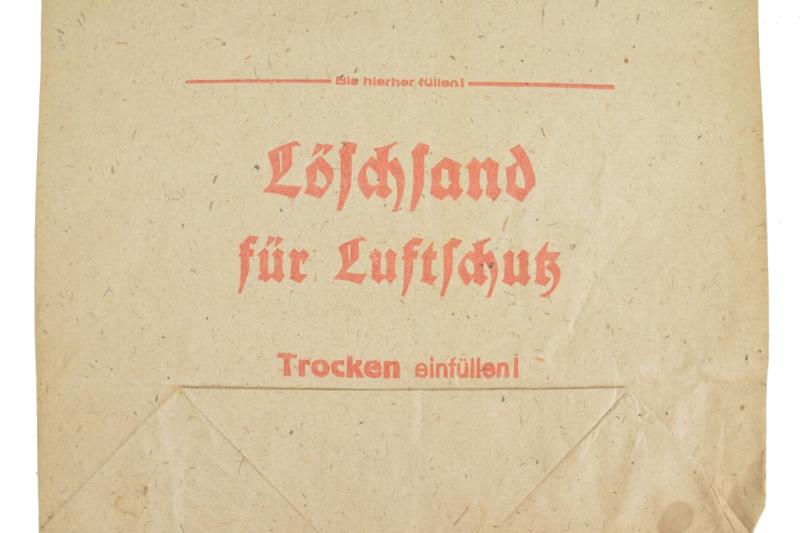 Bis hierher füllen!
Löschsand
für Luftschutz
Trocken einfüllen!